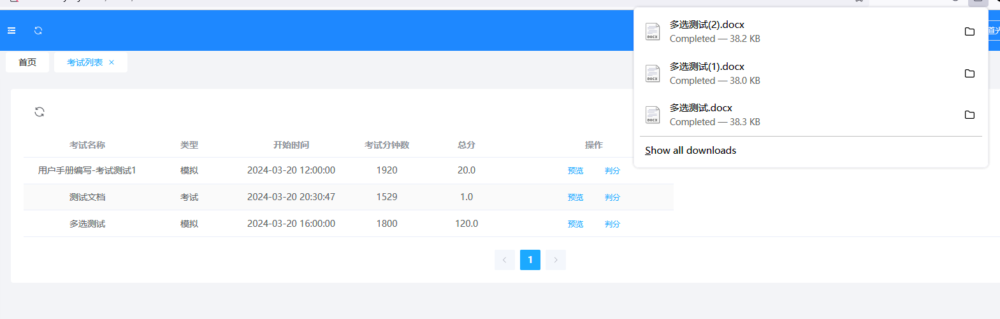 首页
考试列表 ×
考试名称 类型 开始时间 考试分钟数 总分 操作
用户手册编写-考试测试1 模拟 2024-03-20 12:00:00 1920 20.0 预览 判分
测试文档 考试 2024-03-20 20:30:47 1529 1.0 预览 判分
多选测试 模拟 2024-03-20 16:00:00 1800 120.0 预览 判分
1
多选测试(2).docx
Completed — 38.2 KB
多选测试(1).docx
Completed — 38.0 KB
多选测试.docx
Completed — 38.3 KB
Show all downloads
DOCX
DOCX
DOCX